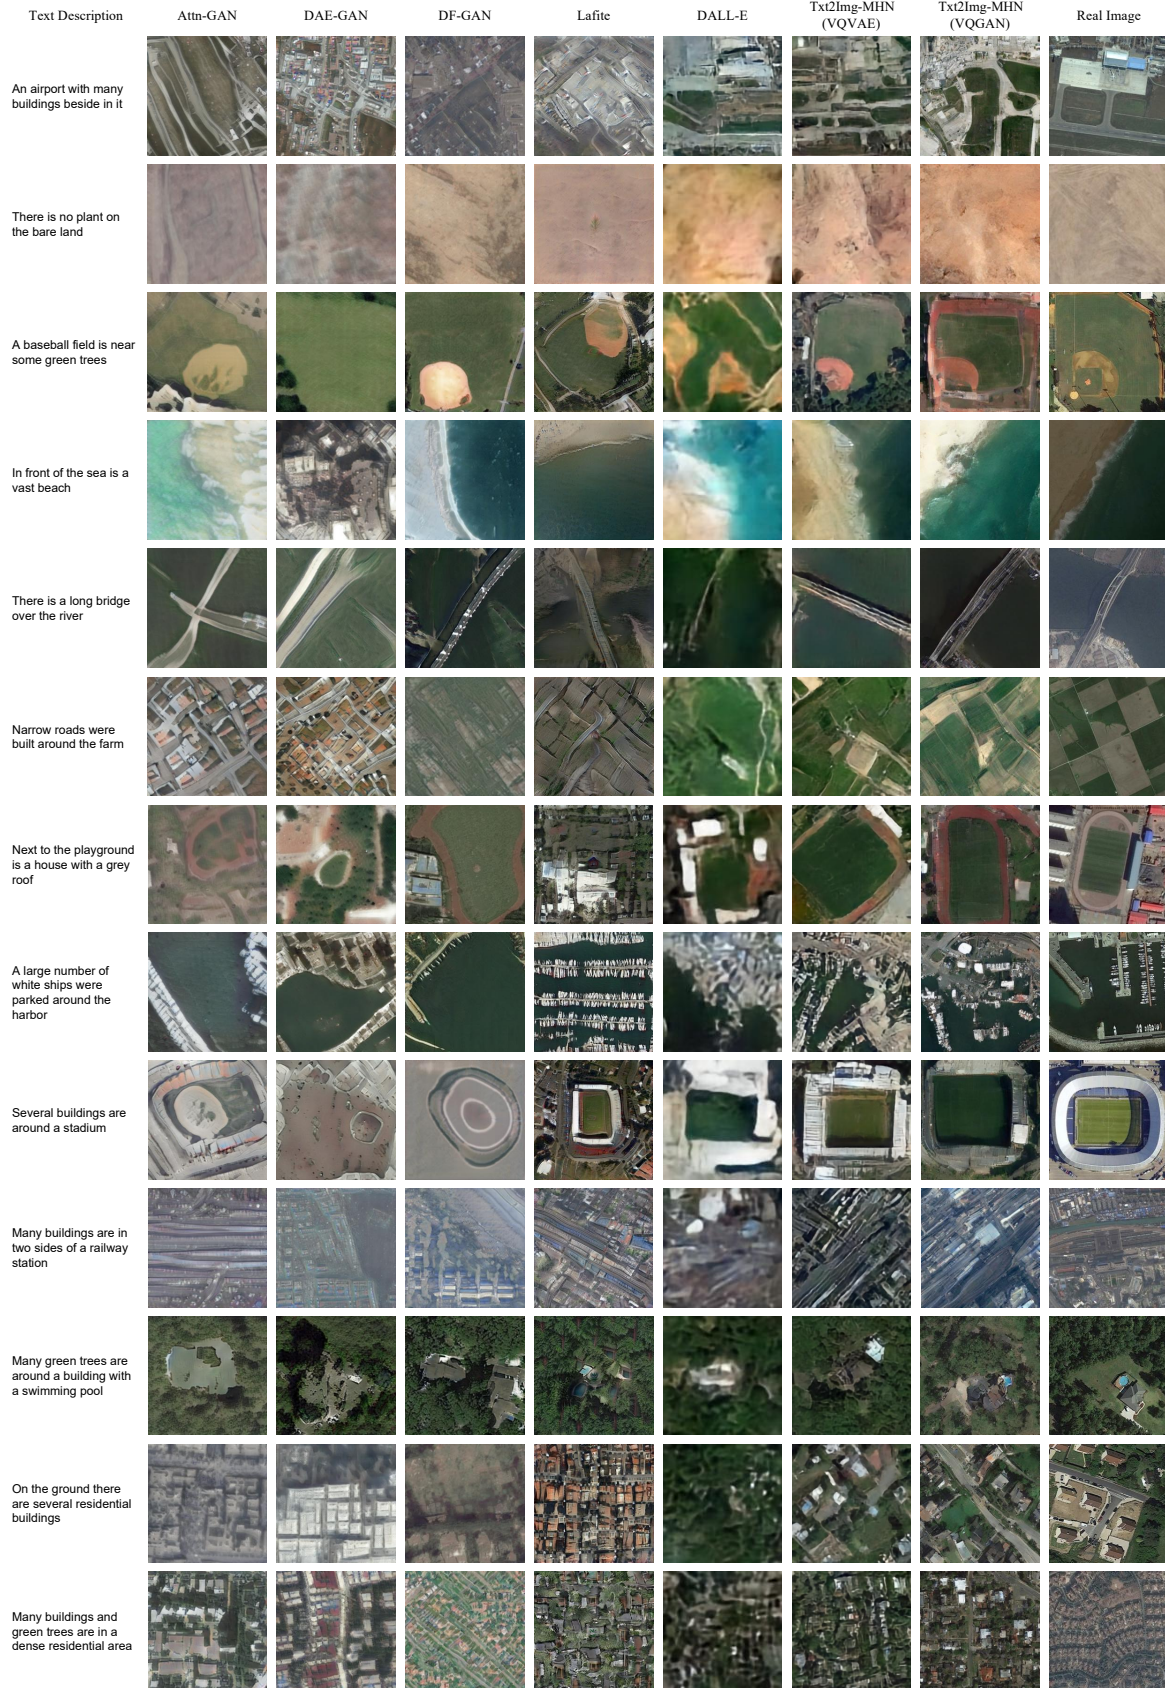 Text Description
Attn-GAN
DAE-GAN
DF-GAN
Lafite
DALL-E
Txt2Img-MHN
(VQVAE)
Txt2Img-MHN
(VQGAN)
Real Image
An airport with many
buildings beside in it
There is no plant on
the bare land
A baseball field is near
some green trees
In front of the sea is a
vast beach
There is a long bridge
over the river
Narrow roads were
built around the farm
Next to the playground
is a house with a grey
roof
A large number of
white ships were
parked around the
harbor
Several buildings are
around a stadium
Many buildings are in
two sides of a railway
station
Many green trees are
around a building with
a swimming pool
On the ground there
are several residential
buildings
Many buildings and
green trees are in a
dense residential area